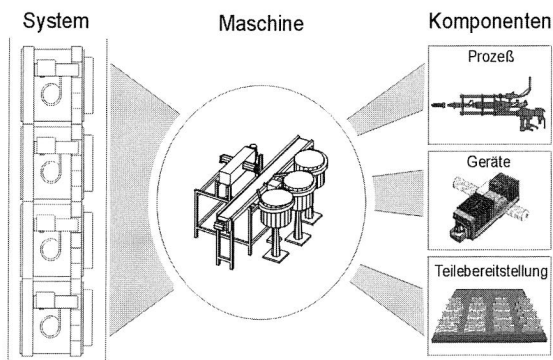 System
Maschine
Komponenten
Prozeß
Geräte
Teilebereitstellung